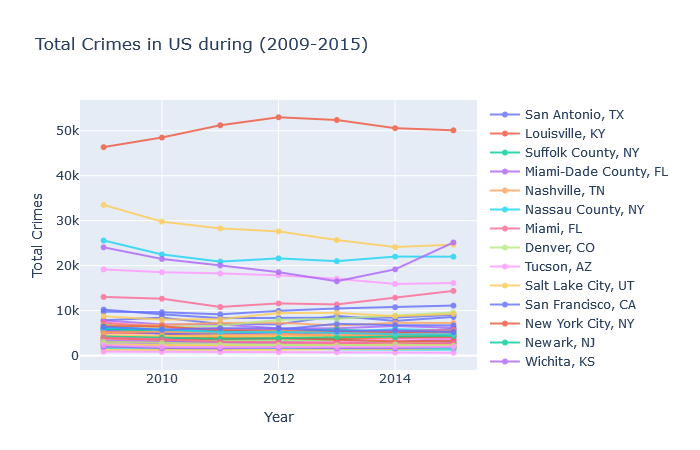 Total Crimes in US during (2009-2015)
50k
40k
30k
20k
10k
0
2010
2012
2014
Total Crimes
Year
San Antonio, TX
Louisville, KY
Suffolk County, NY
Miami-Dade County, FL
Nashville, TN
Nassau County, NY
Miami, FL
Denver, CO
Tucson, AZ
Salt Lake City, UT
San Francisco, CA
New York City, NY
Newark, NJ
Wichita, KS